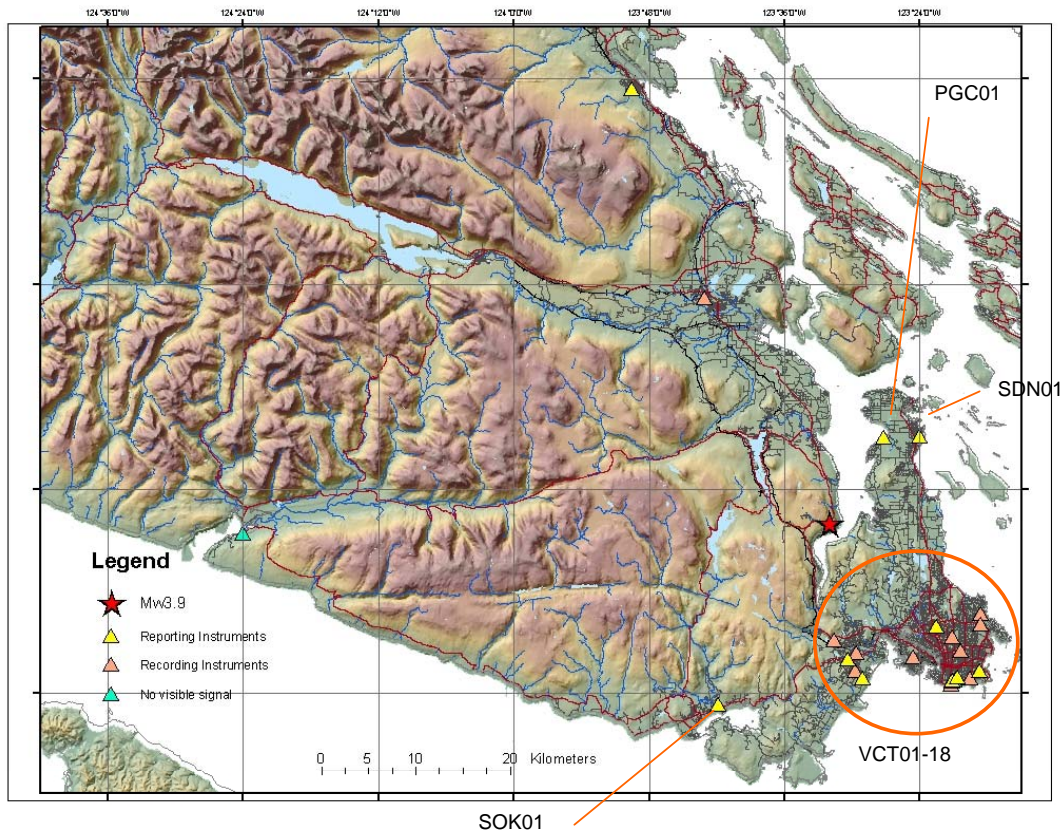 124°36'0"W 124°24'0"W 124°12'0"W 124°0'0"W 123°48'0"W 123°36'0"W 123°24'0"W
PGC01
SDN01
Legend
Mw3.9
Reporting Instruments
Recording Instruments
No visible signal
0 5 10 20 Kilometers
VCT01-18
SOK01